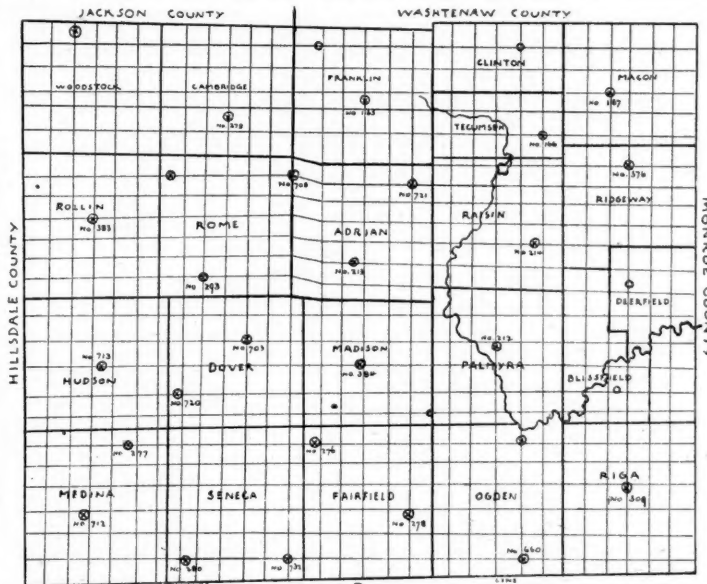 JACKSON COUNTY
WASHTENAW COUNTY
HILLSDALE COUNTY
MONROE COUNTY
WOODSTOCK
CAMBRIDGE
No 279
FRANKLIN
No 1165
CLINTON
TECUMSEH
No 166
MACON
No 1187
ROLLIN
No 383
ROME
No 293
No 708
ADRIAN
No. 213
No 721
RAISIN
No 210
No. 576
RIDGEWAY
DEERFIELD
No 713
HUDSON
No 703
DOVER
No 720
MADISON
No 384
No 212
PALMYRA
BLISSFIELD
No 277
MEDINA
No 712
SENECA
No 280
No 731
No 276
FAIRFIELD
No 278
OGDEN
No 660
RIGA
No 309
LINE